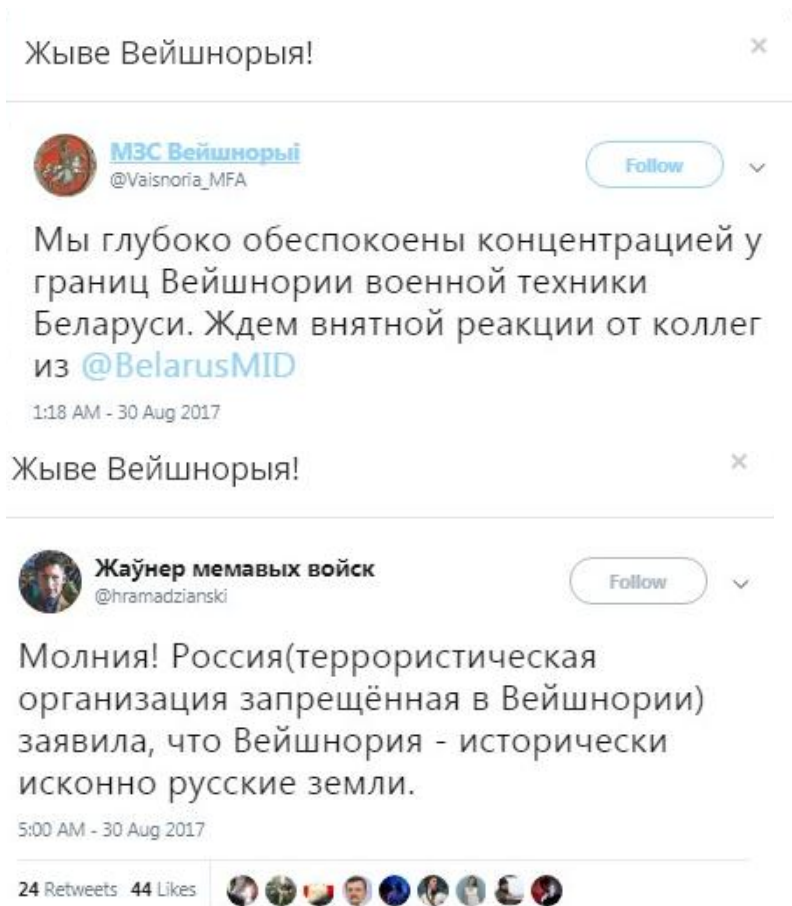 Жыве Вейшнорыя!
×
МЗС Вейшнорыі
@Vaisnoria_MFA
Follow
Мы глубоко обеспокоены концентрацией у
границ Вейшнории военной техники
Беларуси. Ждем внятной реакции от коллег
из @BelarusMID
1:18 AM - 30 Aug 2017
Жыве Вейшнорыя!
×
Жаўнер мемавых войск
@hramadzianski
Follow
Молния! Россия(террористическая
организация запрещённая в Вейшнории)
заявила, что Вейшнория - исторически
исконно русские земли.
5:00 AM - 30 Aug 2017
24 Retweets 44 Likes